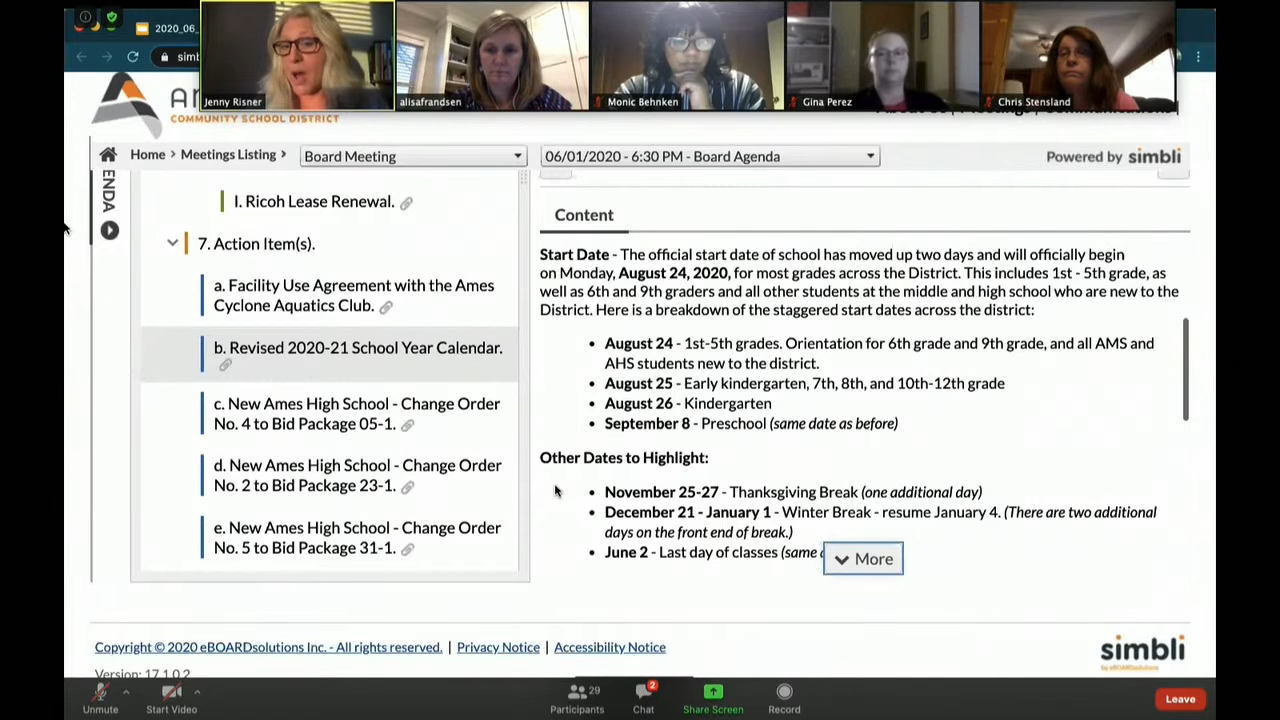 2020_06_
simb
Jenny Risner
alisafrandsen
Monic Behnken
Gina Perez
Chris Stensland
COMMUNITY SCHOOL DISTRICT
Home > Meetings Listing >
Board Meeting
06/01/2020 - 6:30 PM - Board Agenda
Powered by simbli
ENDA
I. Ricoh Lease Renewal.
7. Action Item(s).
a. Facility Use Agreement with the Ames
Cyclone Aquatics Club.
b. Revised 2020-21 School Year Calendar.
c. New Ames High School - Change Order
No. 4 to Bid Package 05-1.
d. New Ames High School - Change Order
No. 2 to Bid Package 23-1.
e. New Ames High School - Change Order
No. 5 to Bid Package 31-1.
Content
Start Date - The official start date of school has moved up two days and will officially begin
on Monday, August 24, 2020, for most grades across the District. This includes 1st - 5th grade, as
well as 6th and 9th graders and all other students at the middle and high school who are new to the
District. Here is a breakdown of the staggered start dates across the district:
• August 24 - 1st-5th grades. Orientation for 6th grade and 9th grade, and all AMS and
AHS students new to the district.
• August 25 - Early kindergarten, 7th, 8th, and 10th-12th grade
• August 26 - Kindergarten
• September 8 - Preschool (same date as before)
Other Dates to Highlight:
• November 25-27 - Thanksgiving Break (one additional day)
• December 21 - January 1 - Winter Break - resume January 4. (There are two additional
days on the front end of break.)
• June 2 - Last day of classes (same
More
Copyright © 2020 eBOARDsolutions Inc. - All rights reserved. | Privacy Notice | Accessibility Notice
simbli
by eBOARDsolutions
Version: 17.1.0.2
Unmute
Start Video
29
Participants
2
Chat
Share Screen
Record
Leave